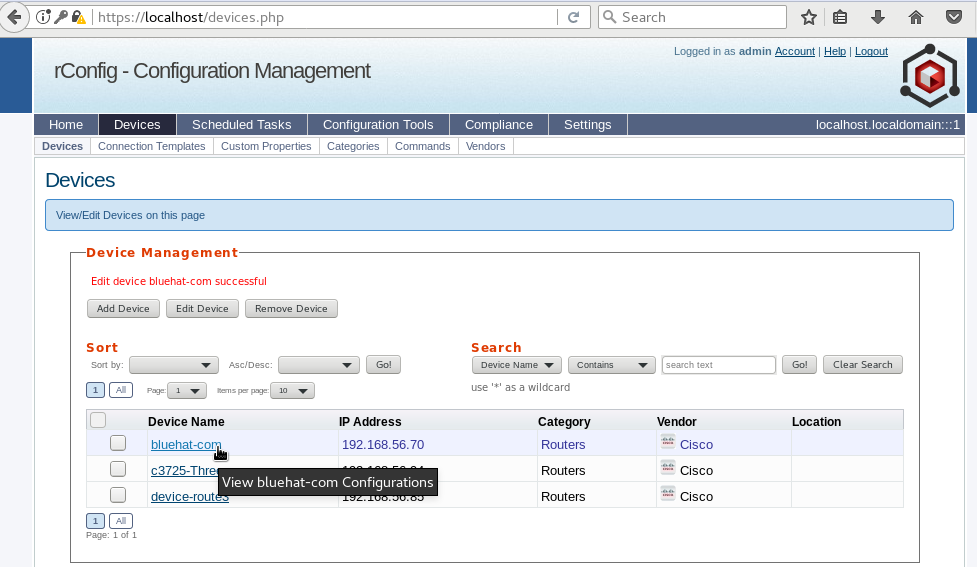 https://localhost/devices.php
Search
Logged in as admin Account | Help | Logout
rConfig - Configuration Management
Home Devices Scheduled Tasks Configuration Tools Compliance Settings localhost.localdomain:::1
Devices Connection Templates Custom Properties Categories Commands Vendors
Devices
View/Edit Devices on this page
Device Management
Edit device bluehat-com successful
Add Device Edit Device Remove Device
Sort Search
Sort by: Asc/Desc: Go! Device Name Contains search text Go! Clear Search
use '*' as a wildcard
1 All Page: 1 Items per page: 10
Device Name IP Address Category Vendor Location
bluehat-com 192.168.56.70 Routers Cisco
c3725-Three Routers Cisco
View bluehat-com Configurations
device-router3 192.168.56.85 Routers Cisco
1 All
Page: 1 of 1